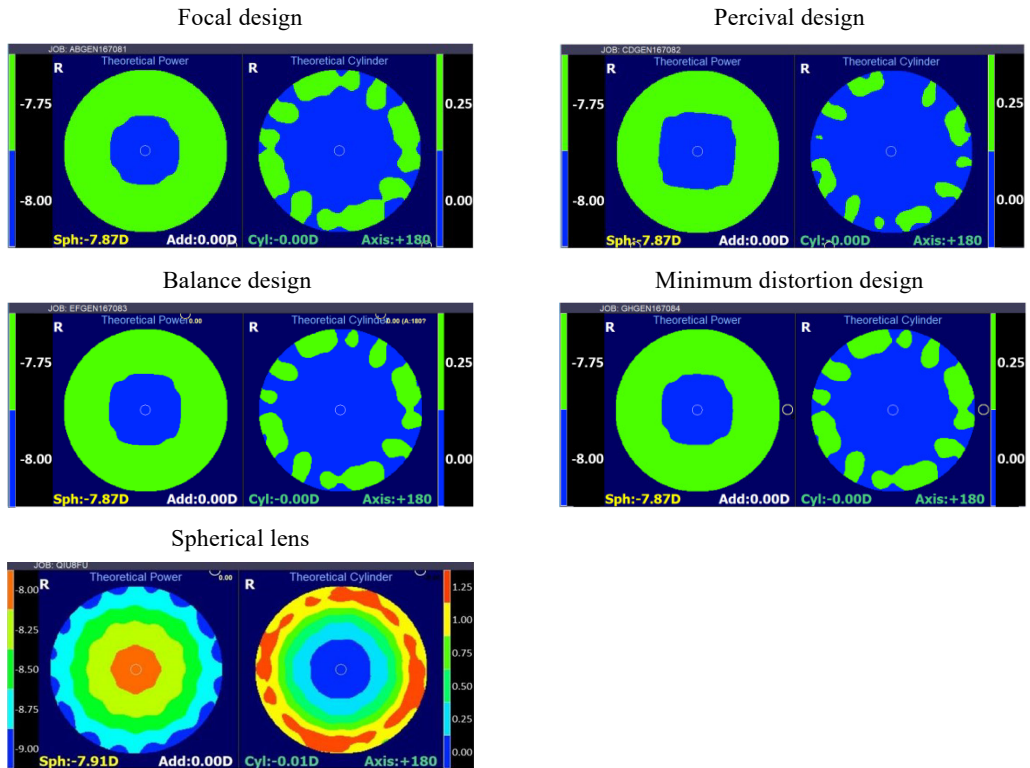 Focal design
JOB: ABGEN167081
R Theoretical Power R Theoretical Cylinder
-7.75 0.25
-8.00 0.00
Sph:-7.87D Add:0.00D Cyl:-0.00D Axis:+180
Percival design
JOB: CDGEN167082
R Theoretical Power R Theoretical Cylinder
-7.75 0.25
-8.00 0.00
Sph:-7.87D Add:0.00D Cyl:-0.00D Axis:+180
Balance design
JOB: EFGEN167083
R Theoretical Power 0.00 R Theoretical Cylinder 0.00 (A:180?
-7.75 0.25
-8.00 0.00
Sph:-7.87D Add:0.00D Cyl:-0.00D Axis:+180
Minimum distortion design
JOB: GHGEN167084
R Theoretical Power R Theoretical Cylinder
-7.75 0.25
-8.00 0.00
Sph:-7.87D Add:0.00D Cyl:-0.00D Axis:+180
Spherical lens
JOB: QIU8FU
R Theoretical Power 0.00 R Theoretical Cylinder
-8.00 1.25
-8.25 1.00
-8.50 0.75
0.50
-8.75 0.25
-9.00 0.00
Sph:-7.91D Add:0.00D Cyl:-0.01D Axis:+180